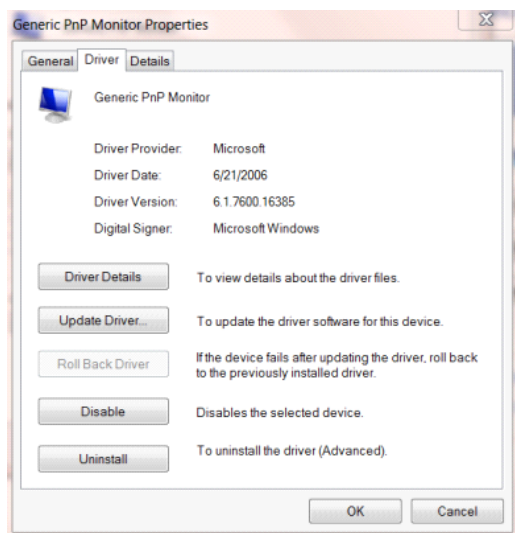 Generic PnP Monitor Properties
General Driver Details
Generic PnP Monitor
Driver Provider: Microsoft
Driver Date: 6/21/2006
Driver Version: 6.1.7600.16385
Digital Signer: Microsoft Windows
Driver Details To view details about the driver files.
Update Driver... To update the driver software for this device.
Roll Back Driver If the device fails after updating the driver, roll back
to the previously installed driver.
Disable Disables the selected device.
Uninstall To uninstall the driver (Advanced).
OK Cancel